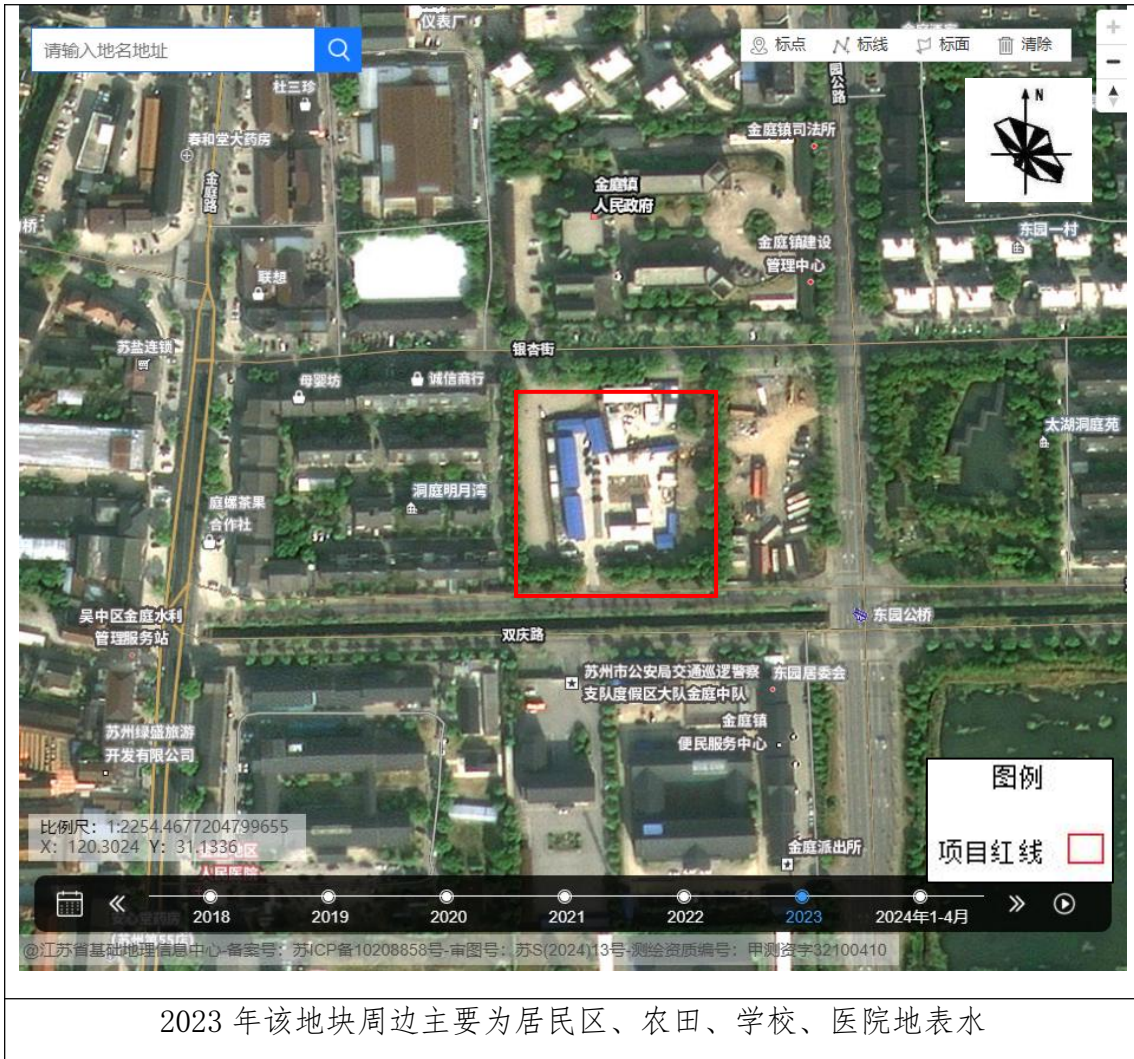 仪表厂
请输入地名地址
标点 标线 标面 清除
杜三珍
园公路
N
金庭镇司法所
泰和堂大药房
金庭路
金庭镇
人民政府
东园一村
金庭镇建设
管理中心
联想
苏盐连锁
银杏街
母婴坊
诚信商行
太湖洞庭苑
洞庭明月湾
庭螺茶果
合作社
吴中区金庭水利
管理服务站
东园公桥
双庆路
苏州市公安局交通巡逻警察
支队度假区大队金庭中队
东园居委会
金庭镇
便民服务中心
苏州绿盛旅游
开发有限公司
图例
项目红线
比例尺：1:2254.4677204799655
X：120.3024 Y：31.1336
人民医院
金庭派出所
2018 2019 2020 2021 2022 2023 2024年1-4月
@江苏省基础地理信息中心-备案号：苏ICP备10208858号-审图号：苏S(2024)13号-测绘资质编号：甲测资字32100410
2023 年该地块周边主要为居民区、农田、学校、医院地表水